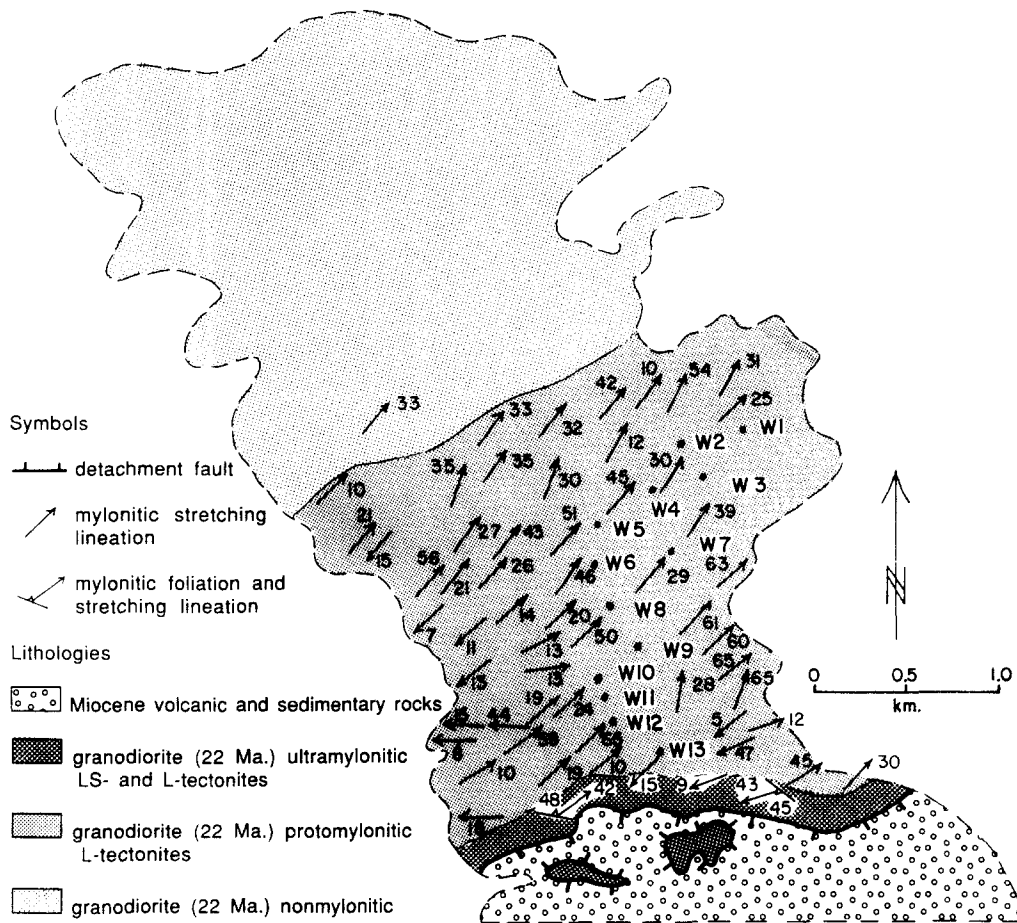 Symbols
detachment fault
mylonitic stretching
lineation
mylonitic foliation and
stretching lineation
Lithologies
Miocene volcanic and sedimentary rocks
granodiorite (22 Ma.) ultramylonitic
LS- and L-tectonites
granodiorite (22 Ma.) protomylonitic
L-tectonites
granodiorite (22 Ma.) nonmylonitic
31
10
54
42
25
33
33
32
12
W2
W1
35
35
30
45
30
W3
W4
10
21
15
27
43
51
W5
39
W7
56
21
26
46
W6
29
63
7
11
14
20
50
W8
61
60
13
13
13
W9
65
W10
19
24
W11
28
65
44
W12
5
12
W13
47
10
19
10
15
9
43
45
30
48
42
45
N
0 0.5 1.0
km.